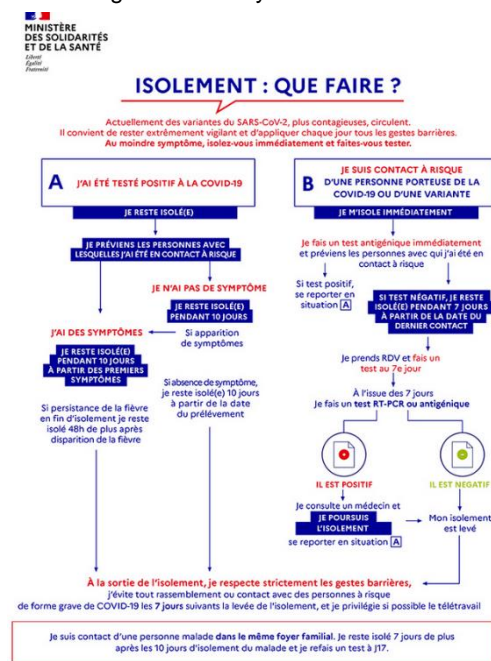 MINISTÈRE
DES SOLIDARITÉS
ET DE LA SANTÉ
Liberté
Égalité
Fraternité
ISOLEMENT : QUE FAIRE ?
Actuellement des variantes du SARS-CoV-2, plus contagieuses, circulent.
Il convient de rester extrêmement vigilant et d'appliquer chaque jour tous les gestes barrières.
Au moindre symptôme, isolez-vous immédiatement et faites-vous tester.
A
J'AI ÉTÉ TESTÉ POSITIF À LA COVID-19
JE RESTE ISOLÉ(E)
JE PRÉVIENS LES PERSONNES AVEC
LESQUELLES J'AI ÉTÉ EN CONTACT À RISQUE
JE N'AI PAS DE SYMPTÔME
JE RESTE ISOLÉ(E)
PENDANT 10 JOURS
Si apparition
de symptômes
J'AI DES SYMPTÔMES
JE RESTE ISOLÉ(E)
PENDANT 10 JOURS
À PARTIR DES PREMIERS
SYMPTÔMES
Si persistance de la fièvre
en fin d'isolement je reste
isolé 48h de plus après
disparition de la fièvre
Si absence de symptôme,
je reste isolé(e) 10 jours
à partir de la date
du prélèvement
B
JE SUIS CONTACT À RISQUE
D'UNE PERSONNE PORTEUSE DE LA
COVID-19 OU D'UNE VARIANTE
JE M'ISOLE IMMÉDIATEMENT
Je fais un test antigénique immédiatement
et préviens les personnes avec qui j'ai été en
contact à risque
Si test positif,
se reporter en
situation A
SI TEST NÉGATIF, JE RESTE
ISOLÉ(E) PENDANT 7 JOURS
À PARTIR DE LA DATE DU
DERNIER CONTACT
Je prends RDV et fais un
test au 7e jour
À l'issue des 7 jours
Je fais un test RT-PCR ou antigénique
IL EST POSITIF
Je consulte un médecin et
JE POURSUIS
L'ISOLEMENT
se reporter en situation A
IL EST NEGATIF
Mon isolement
est levé
À la sortie de l'isolement, je respecte strictement les gestes barrières,
j'évite tout rassemblement ou contact avec des personnes à risque
de forme grave de COVID-19 les 7 jours suivants la levée de l'isolement, et je privilégie si possible le télétravail
Je suis contact d'une personne malade dans le même foyer familial. Je reste isolé 7 jours de plus
après les 10 jours d'isolement du malade et je refais un test à J17.